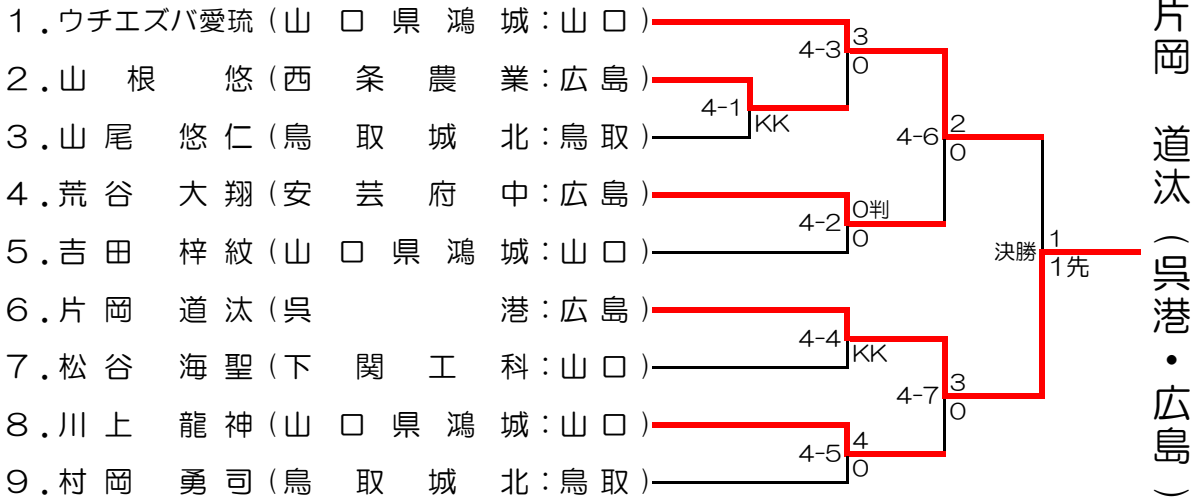 1.ウチエズバ愛琉(山口県鴻城:山口)
2.山根 悠(西条農業:広島)
3.山尾 悠仁(鳥取城北:鳥取)
4.荒谷 大翔(安芸府中:広島)
5.吉田 梓紋(山口県鴻城:山口)
6.片岡 道汰(呉港:広島)
7.松谷 海聖(下関工科:山口)
8.川上 龍神(山口県鴻城:山口)
9.村岡 勇司(鳥取城北:鳥取)
4-1
KK
4-3
3
0
4-2
0判
0
4-4
KK
4-5
4
0
4-6
2
0
4-7
3
0
決勝
1
1先
片岡 道汰(呉港・広島)